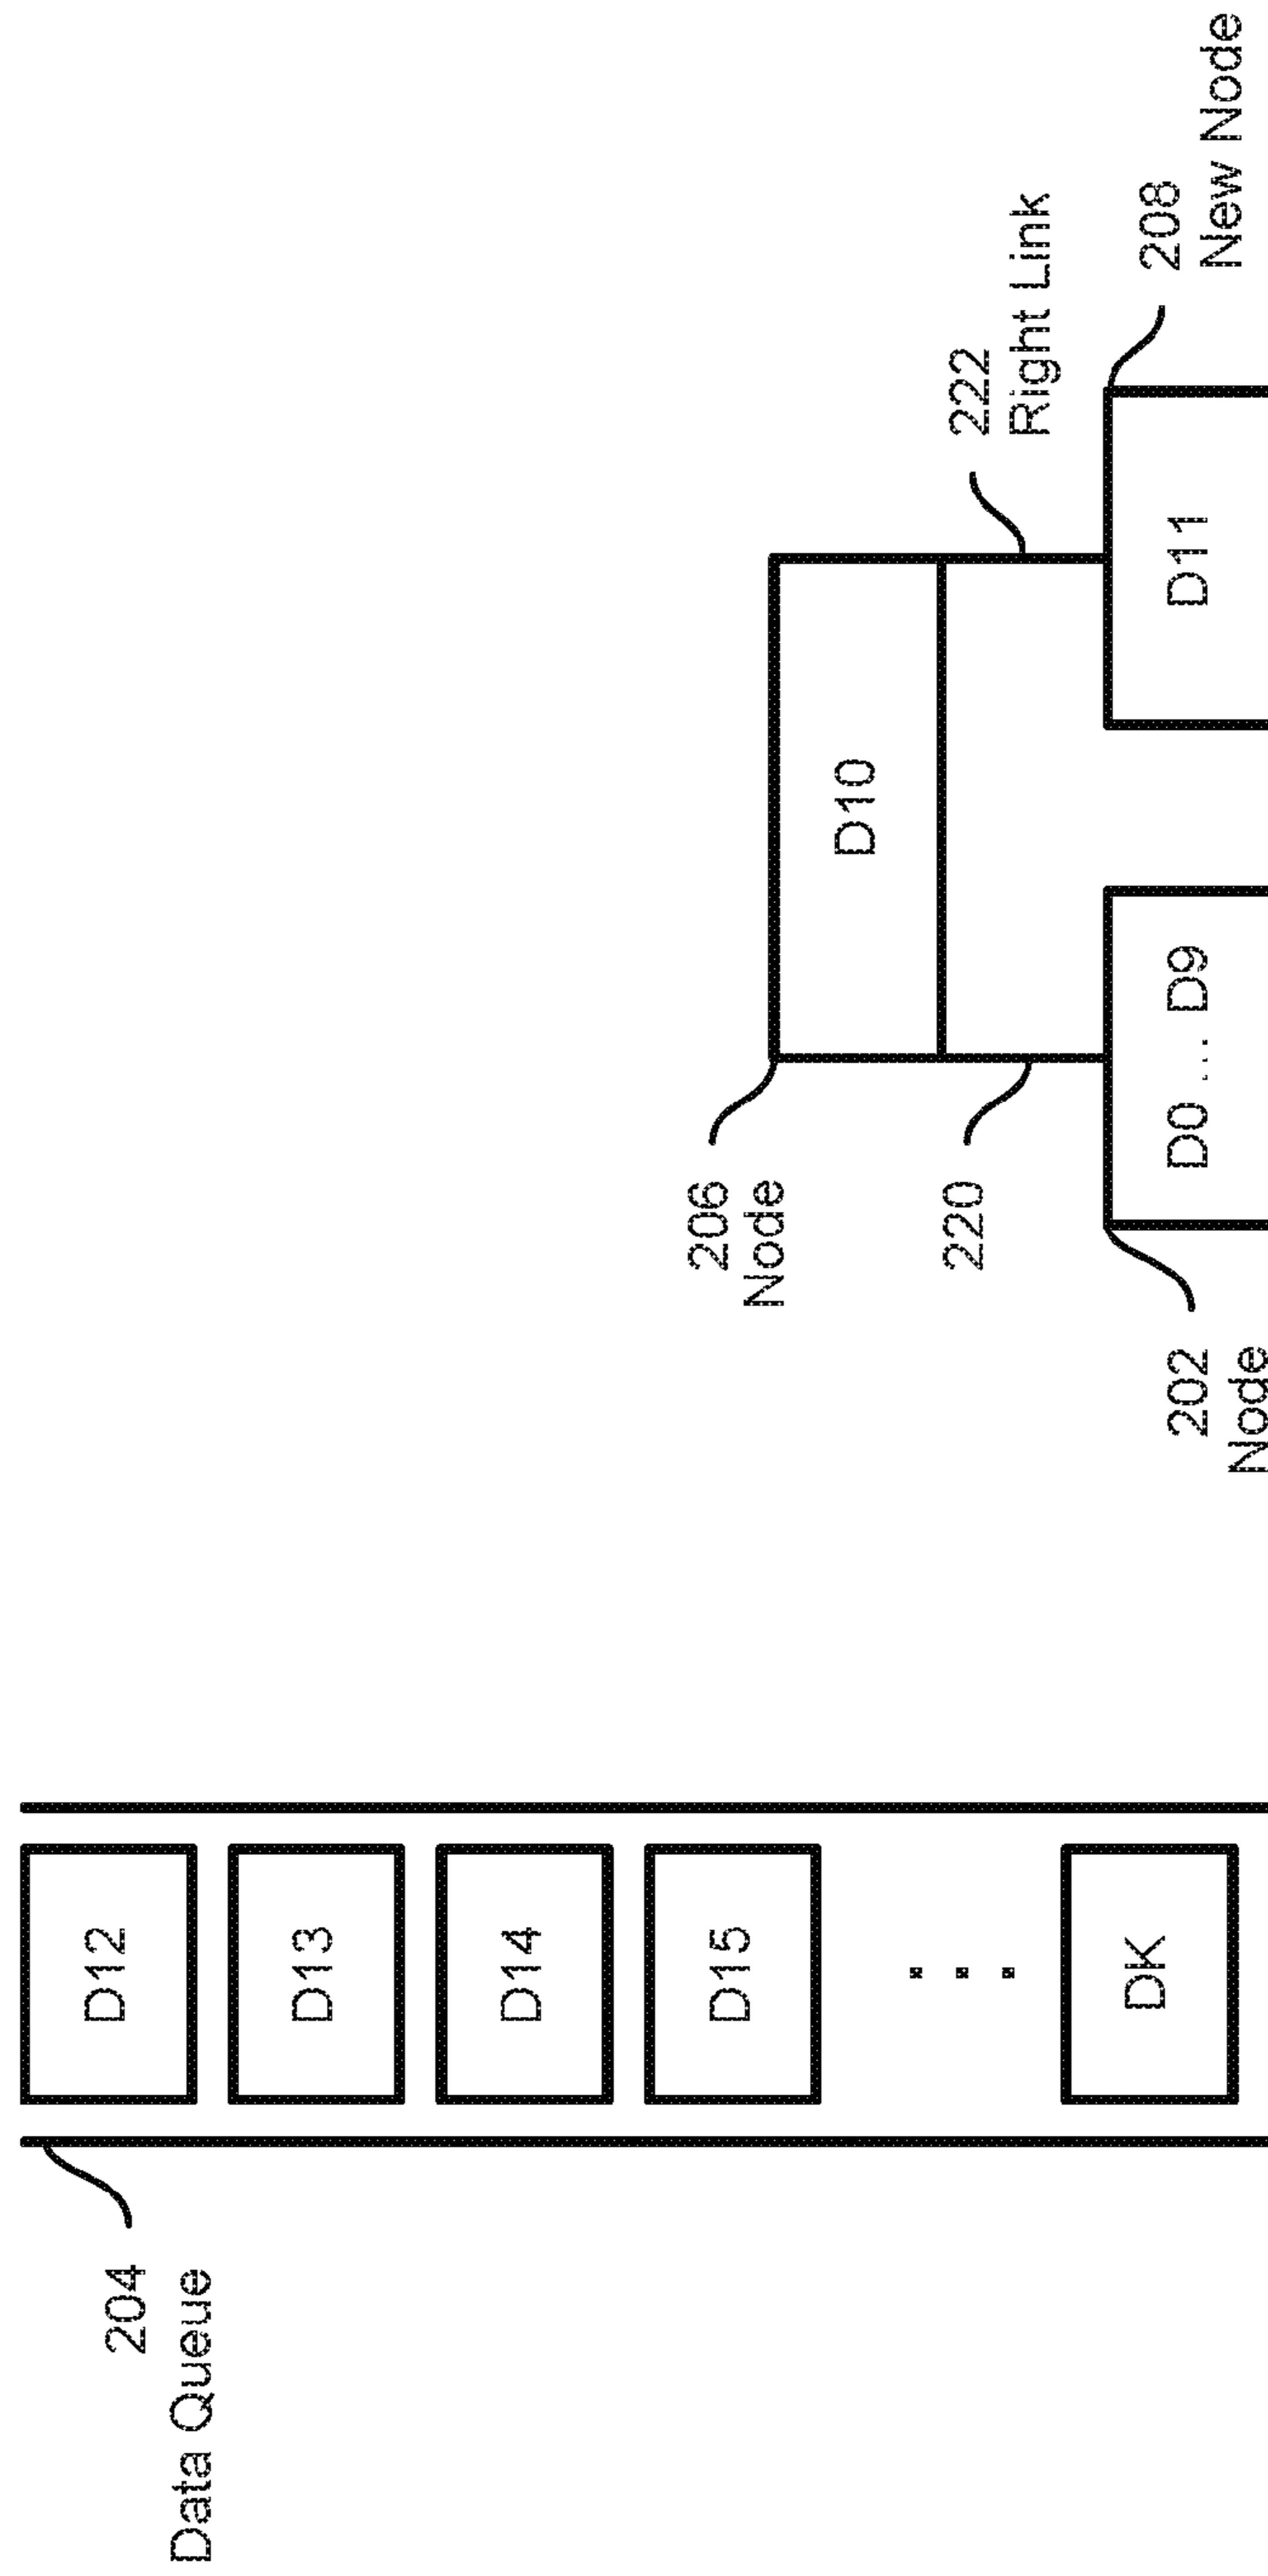 204
Data Queue
D12
D13
D14
D15
DK
206
Node
D10
220
222
Right Link
202
Node
D0 ... D9
D11
208
New Node